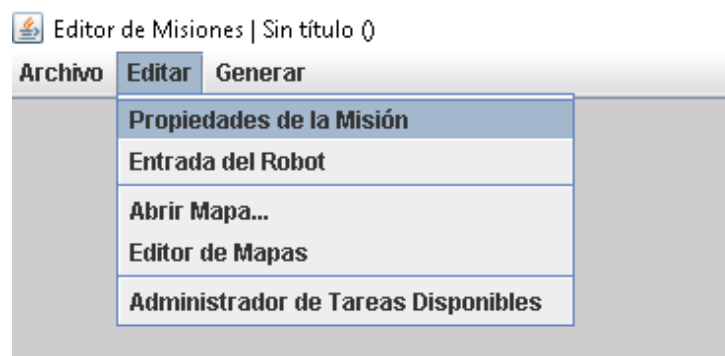 Editor de Misiones | Sin título ()
Archivo Editar Generar
Propiedades de la Misión
Entrada del Robot
Abrir Mapa...
Editor de Mapas
Administrador de Tareas Disponibles